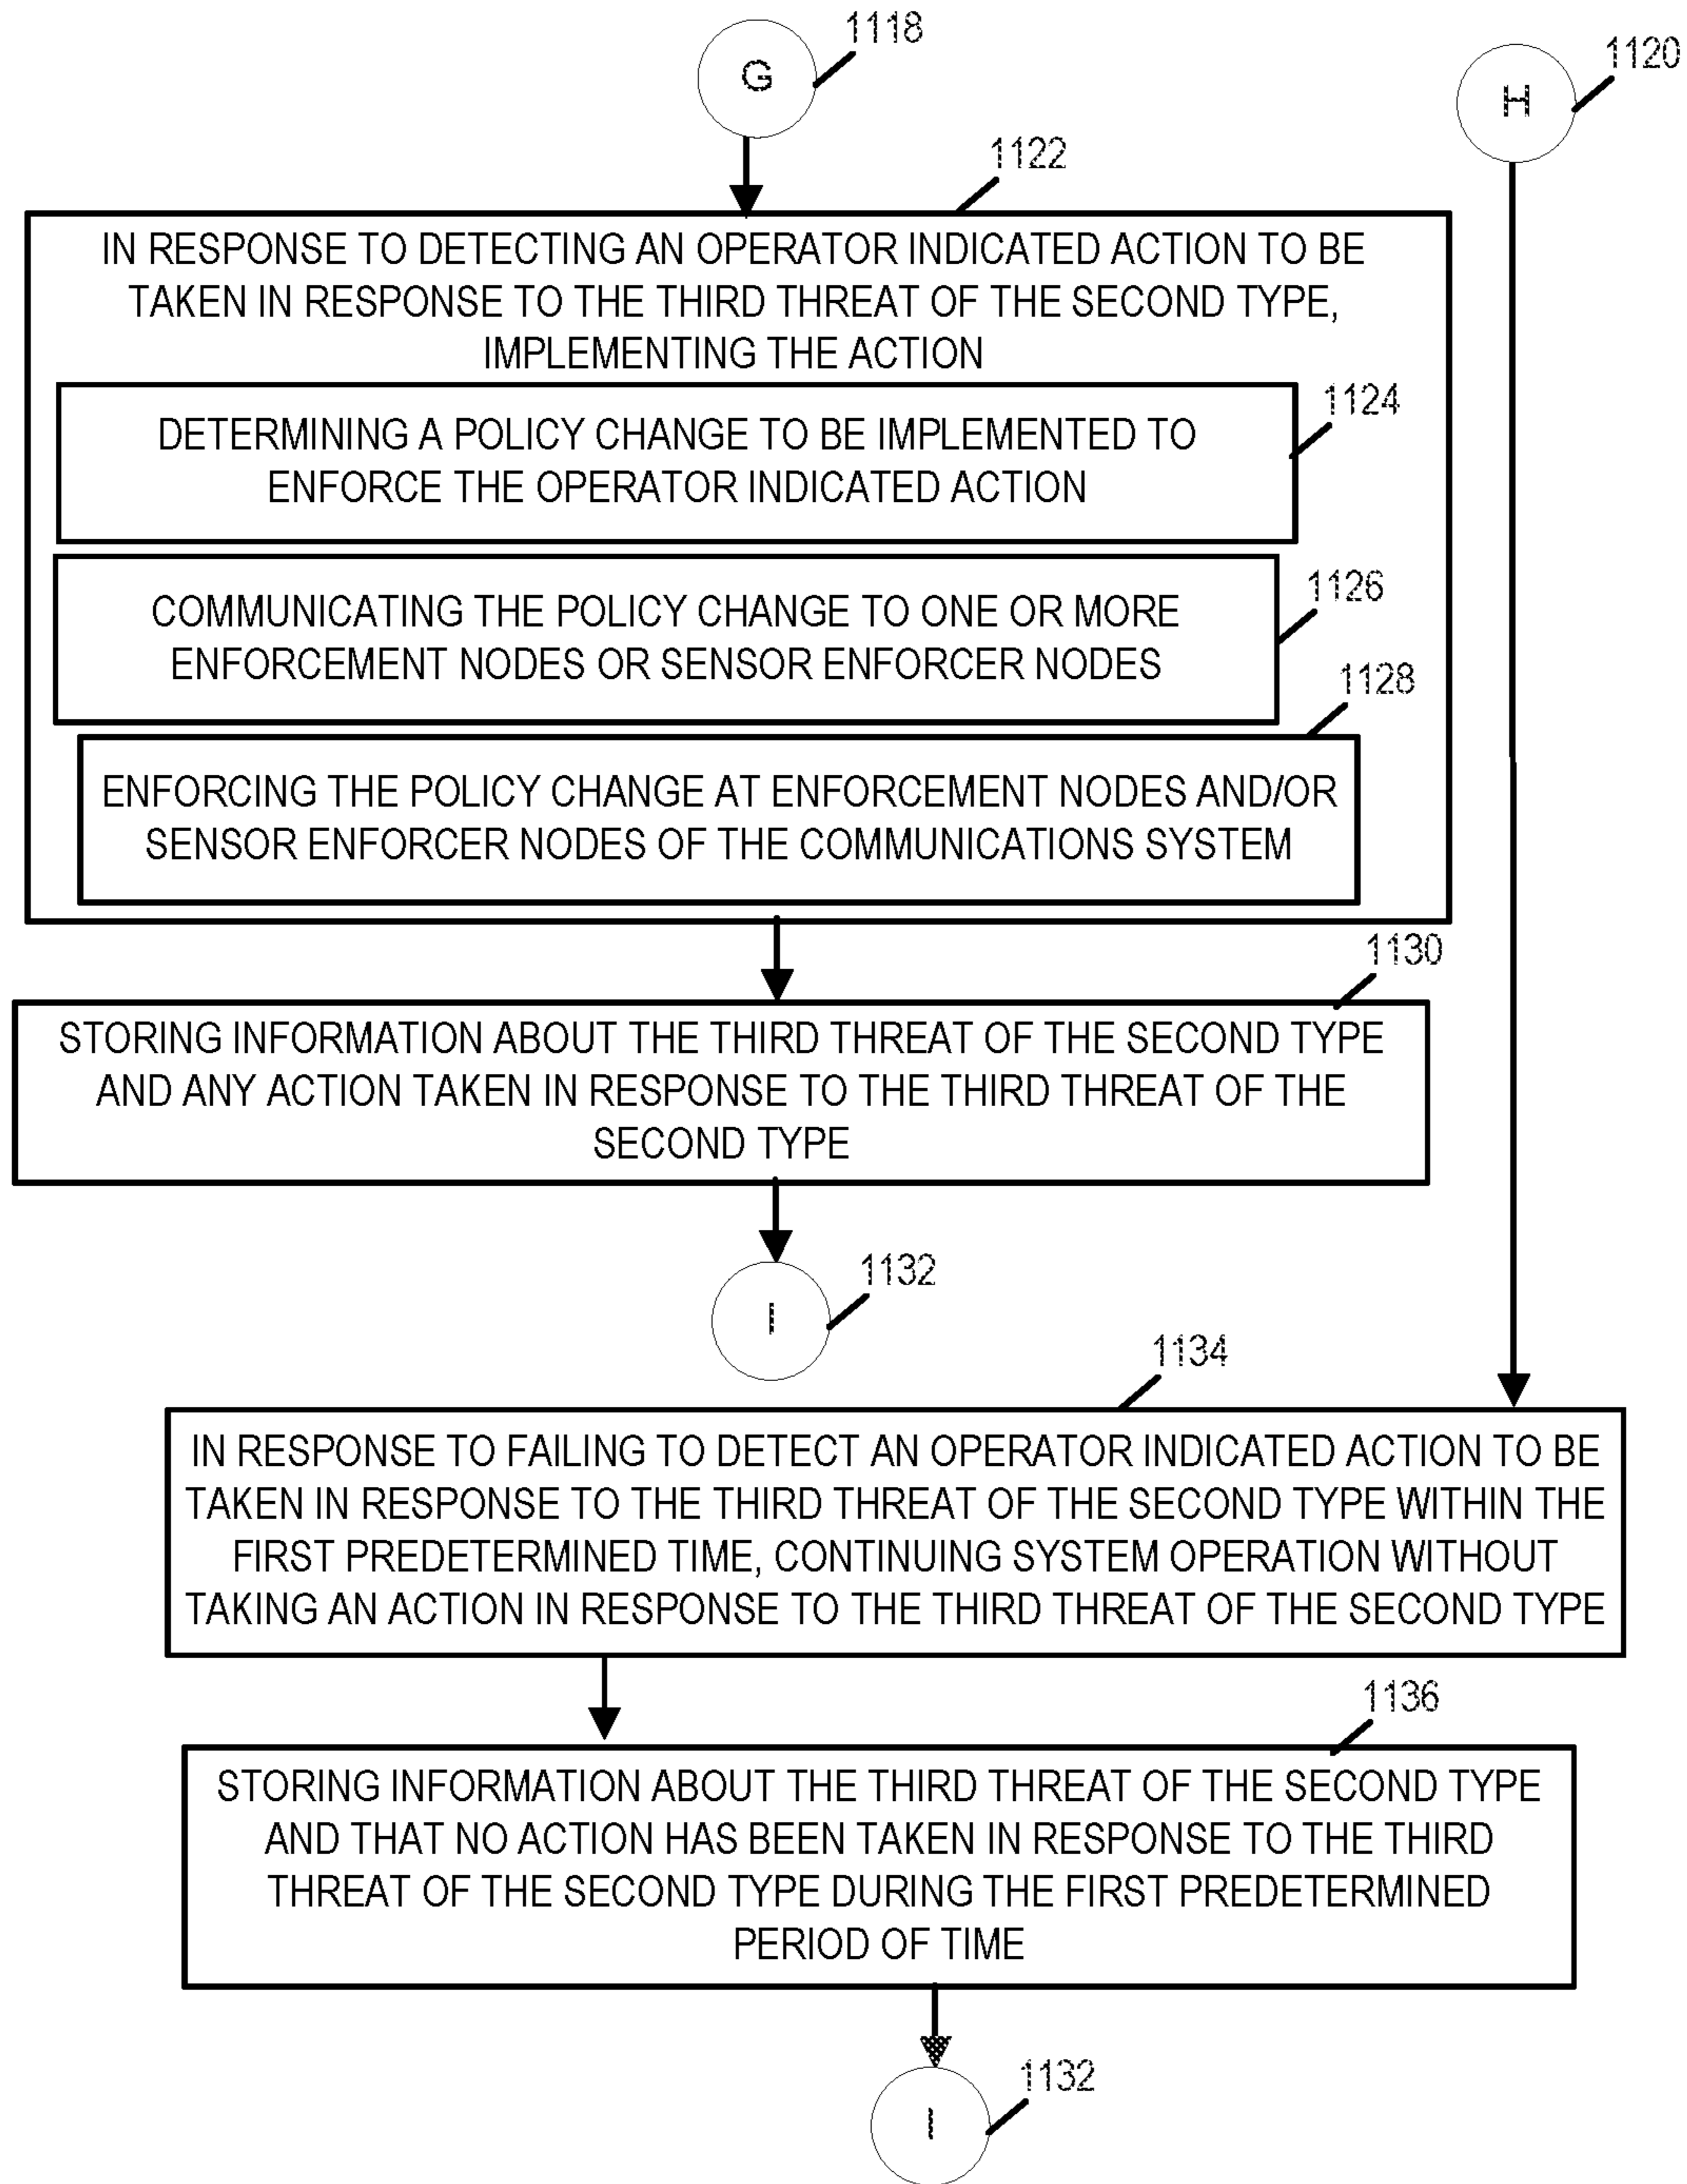 G
1118
H
1120
1122
IN RESPONSE TO DETECTING AN OPERATOR INDICATED ACTION TO BE
TAKEN IN RESPONSE TO THE THIRD THREAT OF THE SECOND TYPE,
IMPLEMENTING THE ACTION
1124
DETERMINING A POLICY CHANGE TO BE IMPLEMENTED TO
ENFORCE THE OPERATOR INDICATED ACTION
1126
COMMUNICATING THE POLICY CHANGE TO ONE OR MORE
ENFORCEMENT NODES OR SENSOR ENFORCER NODES
1128
ENFORCING THE POLICY CHANGE AT ENFORCEMENT NODES AND/OR
SENSOR ENFORCER NODES OF THE COMMUNICATIONS SYSTEM
1130
STORING INFORMATION ABOUT THE THIRD THREAT OF THE SECOND TYPE
AND ANY ACTION TAKEN IN RESPONSE TO THE THIRD THREAT OF THE
SECOND TYPE
I
1132
1134
IN RESPONSE TO FAILING TO DETECT AN OPERATOR INDICATED ACTION TO BE
TAKEN IN RESPONSE TO THE THIRD THREAT OF THE SECOND TYPE WITHIN THE
FIRST PREDETERMINED TIME, CONTINUING SYSTEM OPERATION WITHOUT
TAKING AN ACTION IN RESPONSE TO THE THIRD THREAT OF THE SECOND TYPE
1136
STORING INFORMATION ABOUT THE THIRD THREAT OF THE SECOND TYPE
AND THAT NO ACTION HAS BEEN TAKEN IN RESPONSE TO THE THIRD
THREAT OF THE SECOND TYPE DURING THE FIRST PREDETERMINED
PERIOD OF TIME
I
1132